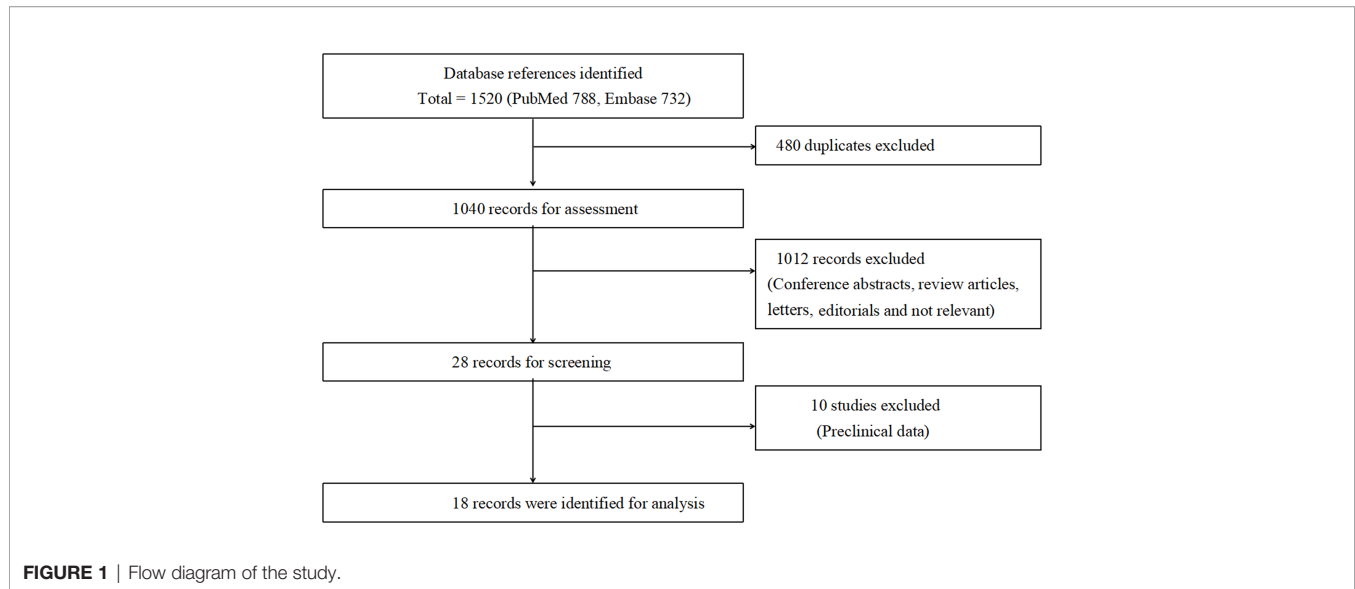 Database references identified
Total = 1520 (PubMed 788, Embase 732)
480 duplicates excluded
1040 records for assessment
1012 records excluded
(Conference abstracts, review articles,
letters, editorials and not relevant)
28 records for screening
10 studies excluded
(Preclinical data)
18 records were identified for analysis
FIGURE 1 | Flow diagram of the study.